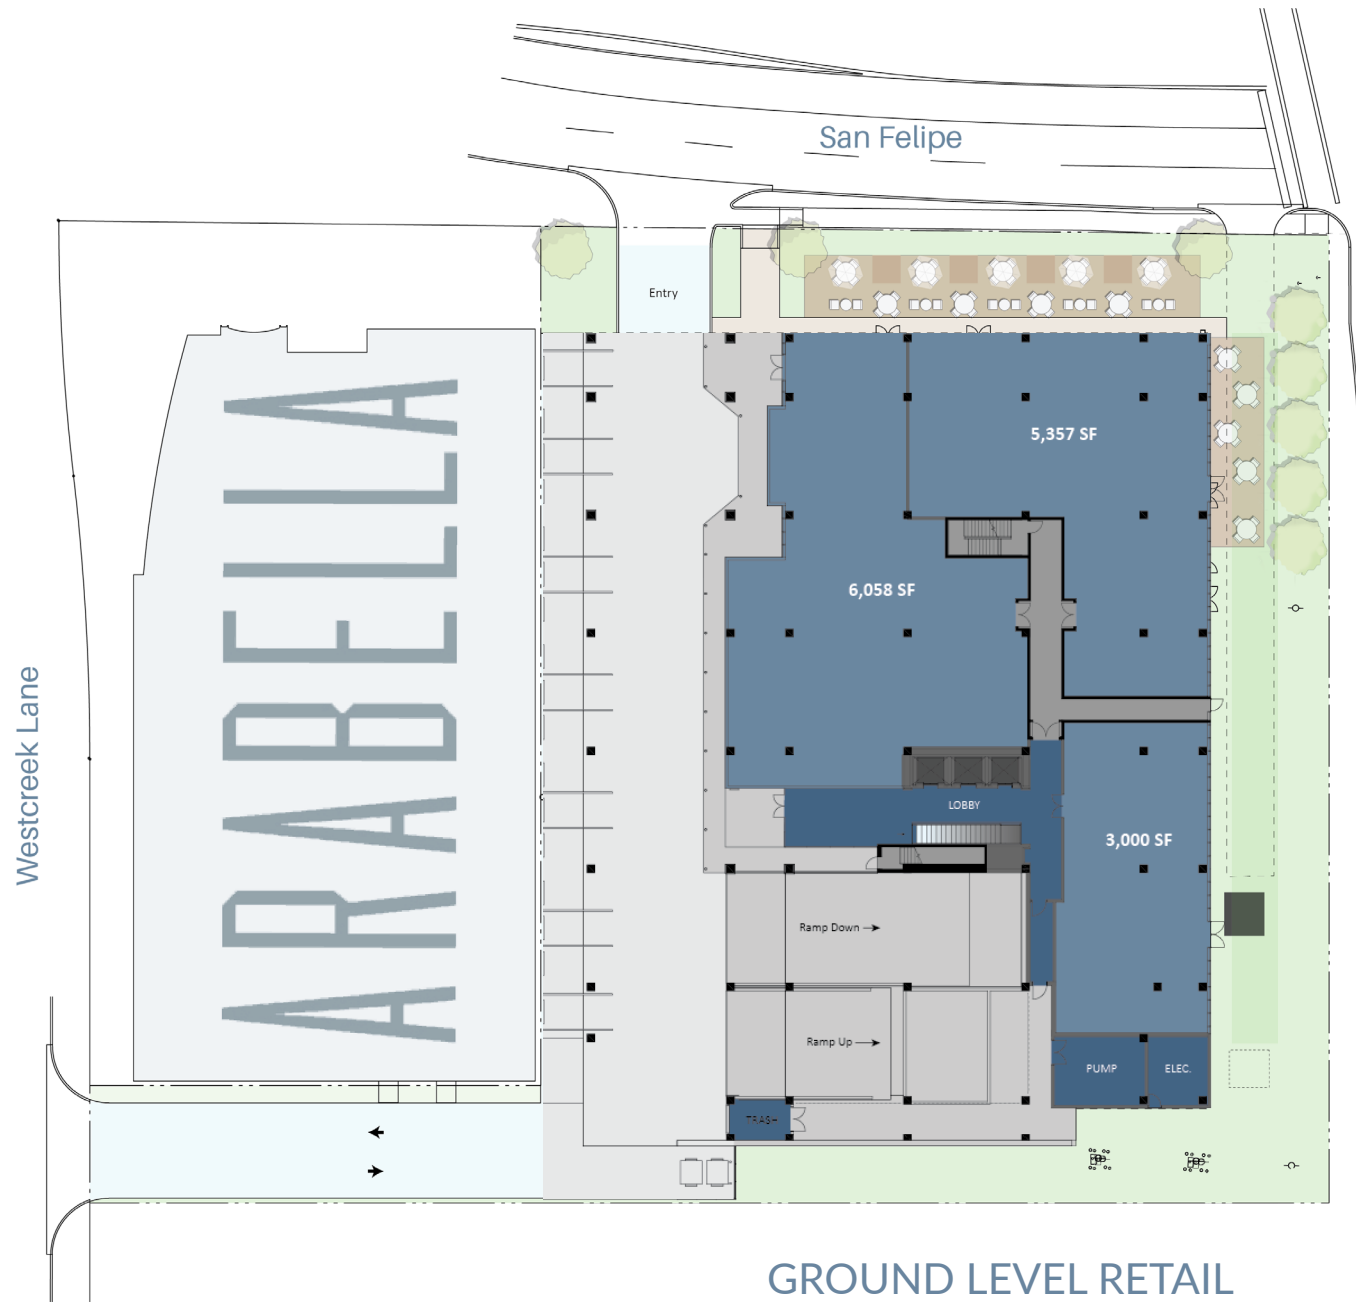 San Felipe
Entry
5,357 SF
ARABELLA
6,058 SF
Westcreek Lane
LOBBY
3,000 SF
Ramp Down
Ramp Up
PUMP
ELEC.
TRASH
GROUND LEVEL RETAIL